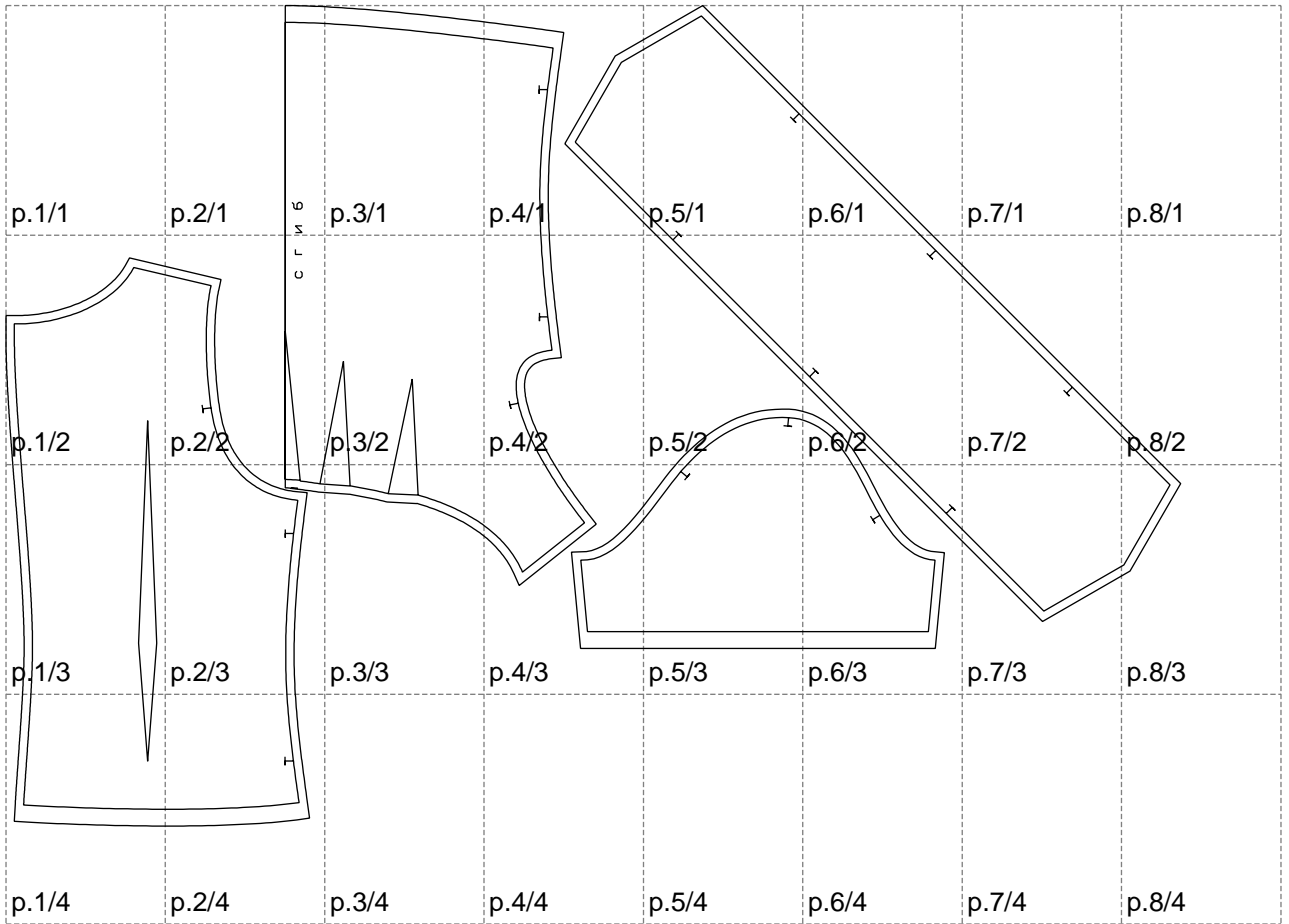 p.1/1 p.2/1 p.3/1 p.4/1 p.5/1 p.6/1 p.7/1 p.8/1
с г и б
p.1/2 p.2/2 p.3/2 p.4/2 p.5/2 p.6/2 p.7/2 p.8/2
p.1/3 p.2/3 p.3/3 p.4/3 p.5/3 p.6/3 p.7/3 p.8/3
p.1/4 p.2/4 p.3/4 p.4/4 p.5/4 p.6/4 p.7/4 p.8/4